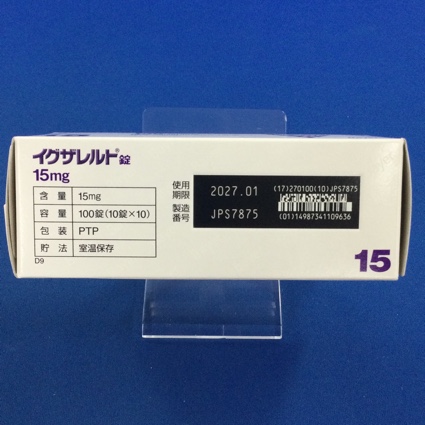 イグザレルト®錠
15mg
含 量 15mg
容 量 100錠(10錠×10)
包 装 PTP
貯 法 室温保存
D9
使用
期限 2027.01
製造
番号 JPS7875
(17)270100(10)JPS7875
(01)14987341109636
15